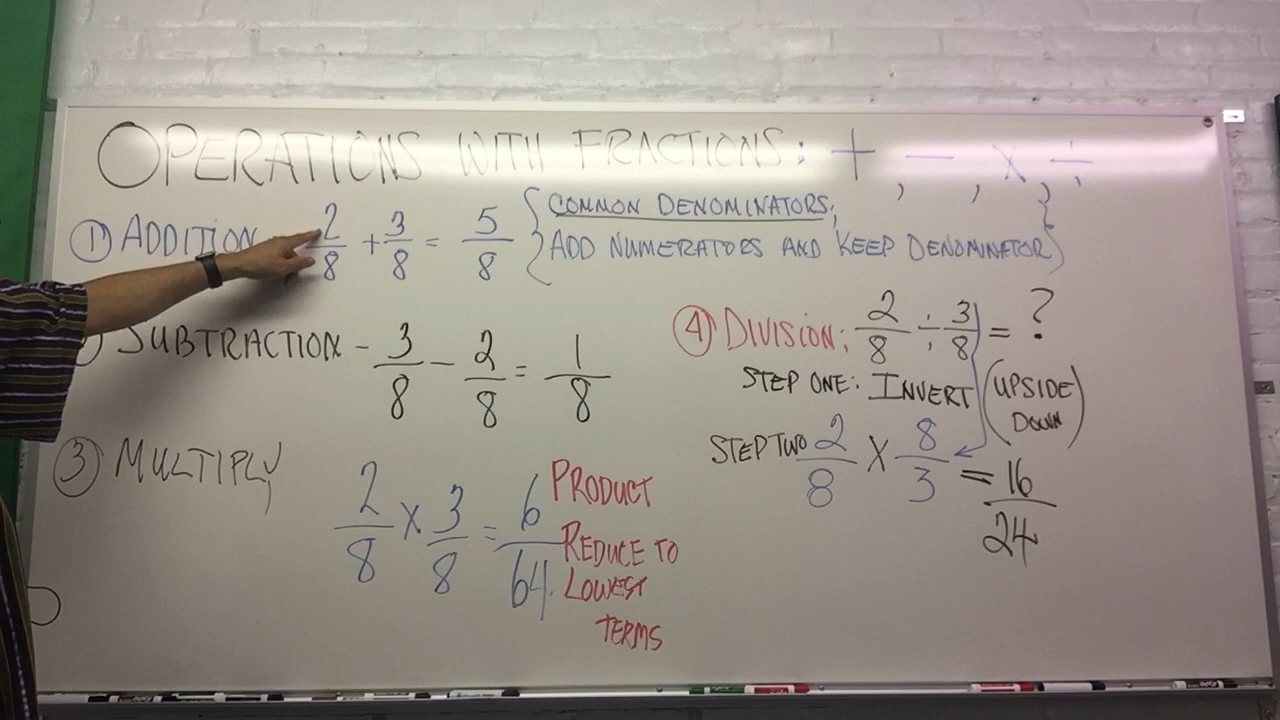 OPERATIONS WITH FRACTIONS: +, −, ×, ÷
① ADDITION 2/8 + 3/8 = 5/8 { COMMON DENOMINATORS;
ADD NUMERATORS AND KEEP DENOMINATOR }
SUBTRACTION - 3/8 − 2/8 = 1/8
③ MULTIPLY
2/8 × 3/8 = 6/64
PRODUCT
REDUCE TO
LOWEST
TERMS
④ DIVISION: 2/8 ÷ 3/8 = ?
STEP ONE: INVERT (UPSIDE
DOWN)
STEP TWO 2/8 × 8/3 = 16/24